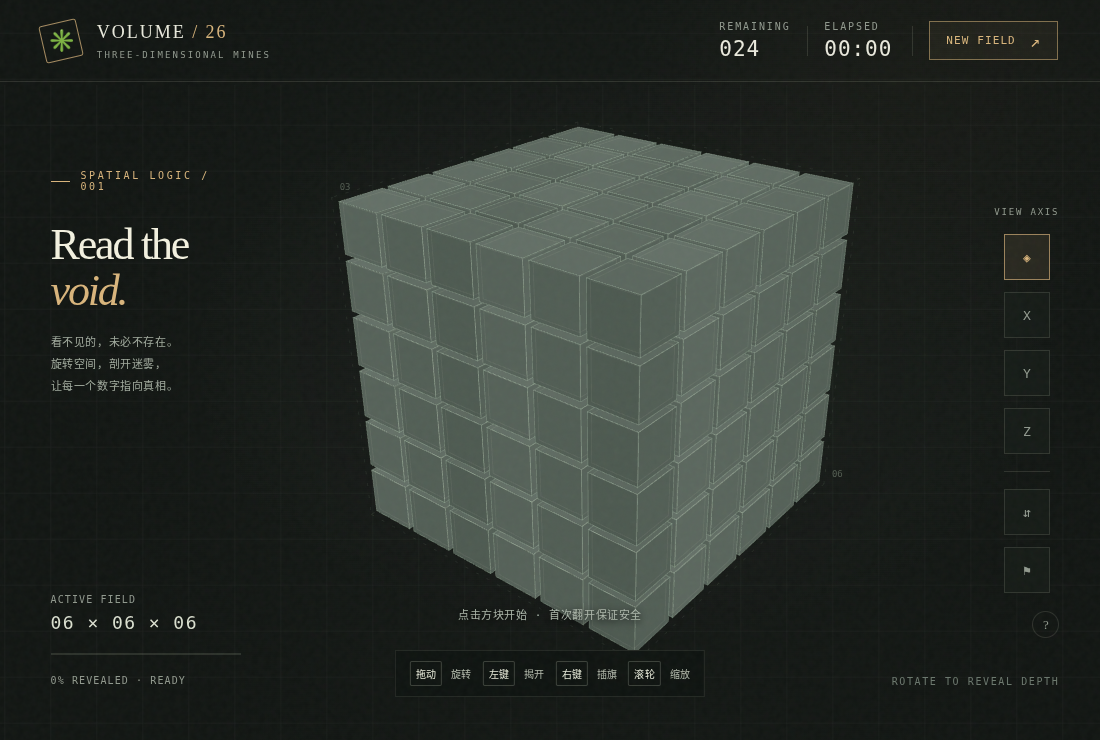 VOLUME / 26
THREE-DIMENSIONAL MINES
REMAINING
024
ELAPSED
00:00
NEW FIELD ↗
SPATIAL LOGIC /
001
Read the
void.
看不见的，未必不存在。
旋转空间，剖开迷雾，
让每一个数字指向真相。
03
06
VIEW AXIS
◈
X
Y
Z
⇵
⚑
?
ACTIVE FIELD
06 × 06 × 06
0% REVEALED · READY
点击方块开始 · 首次翻开保证安全
拖动 旋转 左键 揭开 右键 插旗 滚轮 缩放
ROTATE TO REVEAL DEPTH